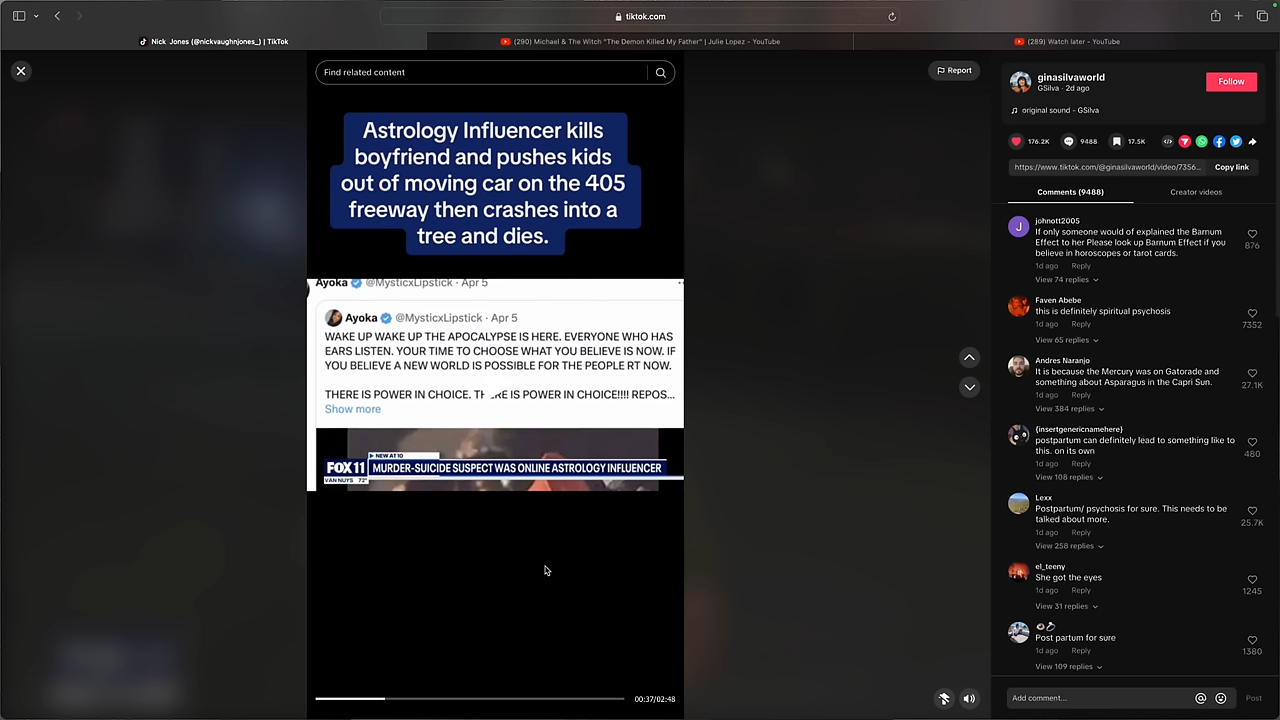 tiktok.com
Nick Jones (@nickvaughnjones_) | TikTok
(290) Michael & The Witch "The Demon Killed My Father" | Julie Lopez - YouTube
(289) Watch later - YouTube
Find related content
Report
Astrology Influencer kills
boyfriend and pushes kids
out of moving car on the 405
freeway then crashes into a
tree and dies.
Ayoka @MysticxLipstick · Apr 5
Ayoka @MysticxLipstick · Apr 5
WAKE UP WAKE UP THE APOCALYPSE IS HERE. EVERYONE WHO HAS
EARS LISTEN. YOUR TIME TO CHOOSE WHAT YOU BELIEVE IS NOW. IF
YOU BELIEVE A NEW WORLD IS POSSIBLE FOR THE PEOPLE RT NOW.
THERE IS POWER IN CHOICE. THERE IS POWER IN CHOICE!!!! REPOS...
Show more
NEW AT 10
FOX 11 MURDER-SUICIDE SUSPECT WAS ONLINE ASTROLOGY INFLUENCER
VAN NUYS 72°
00:37/02:48
ginasilvaworld
GSilva · 2d ago
Follow
original sound - GSilva
176.2K 9488 17.5K
https://www.tiktok.com/@ginasilvaworld/video/7356...
Copy link
Comments (9488)
Creator videos
J
johnott2005
If only someone would of explained the Barnum
Effect to her Please look up Barnum Effect if you
believe in horoscopes or tarot cards.
876
1d ago Reply
View 74 replies
Faven Abebe
this is definitely spiritual psychosis
7352
1d ago Reply
View 65 replies
Andres Naranjo
It is because the Mercury was on Gatorade and
something about Asparagus in the Capri Sun.
27.1K
1d ago Reply
View 384 replies
{insertgenericnamehere}
postpartum can definitely lead to something like to
this. on its own
480
1d ago Reply
View 108 replies
Lexx
Postpartum/ psychosis for sure. This needs to be
talked about more.
25.7K
1d ago Reply
View 258 replies
el_teeny
She got the eyes
1245
1d ago Reply
View 31 replies
Post partum for sure
1380
1d ago Reply
View 109 replies
Add comment...
Post